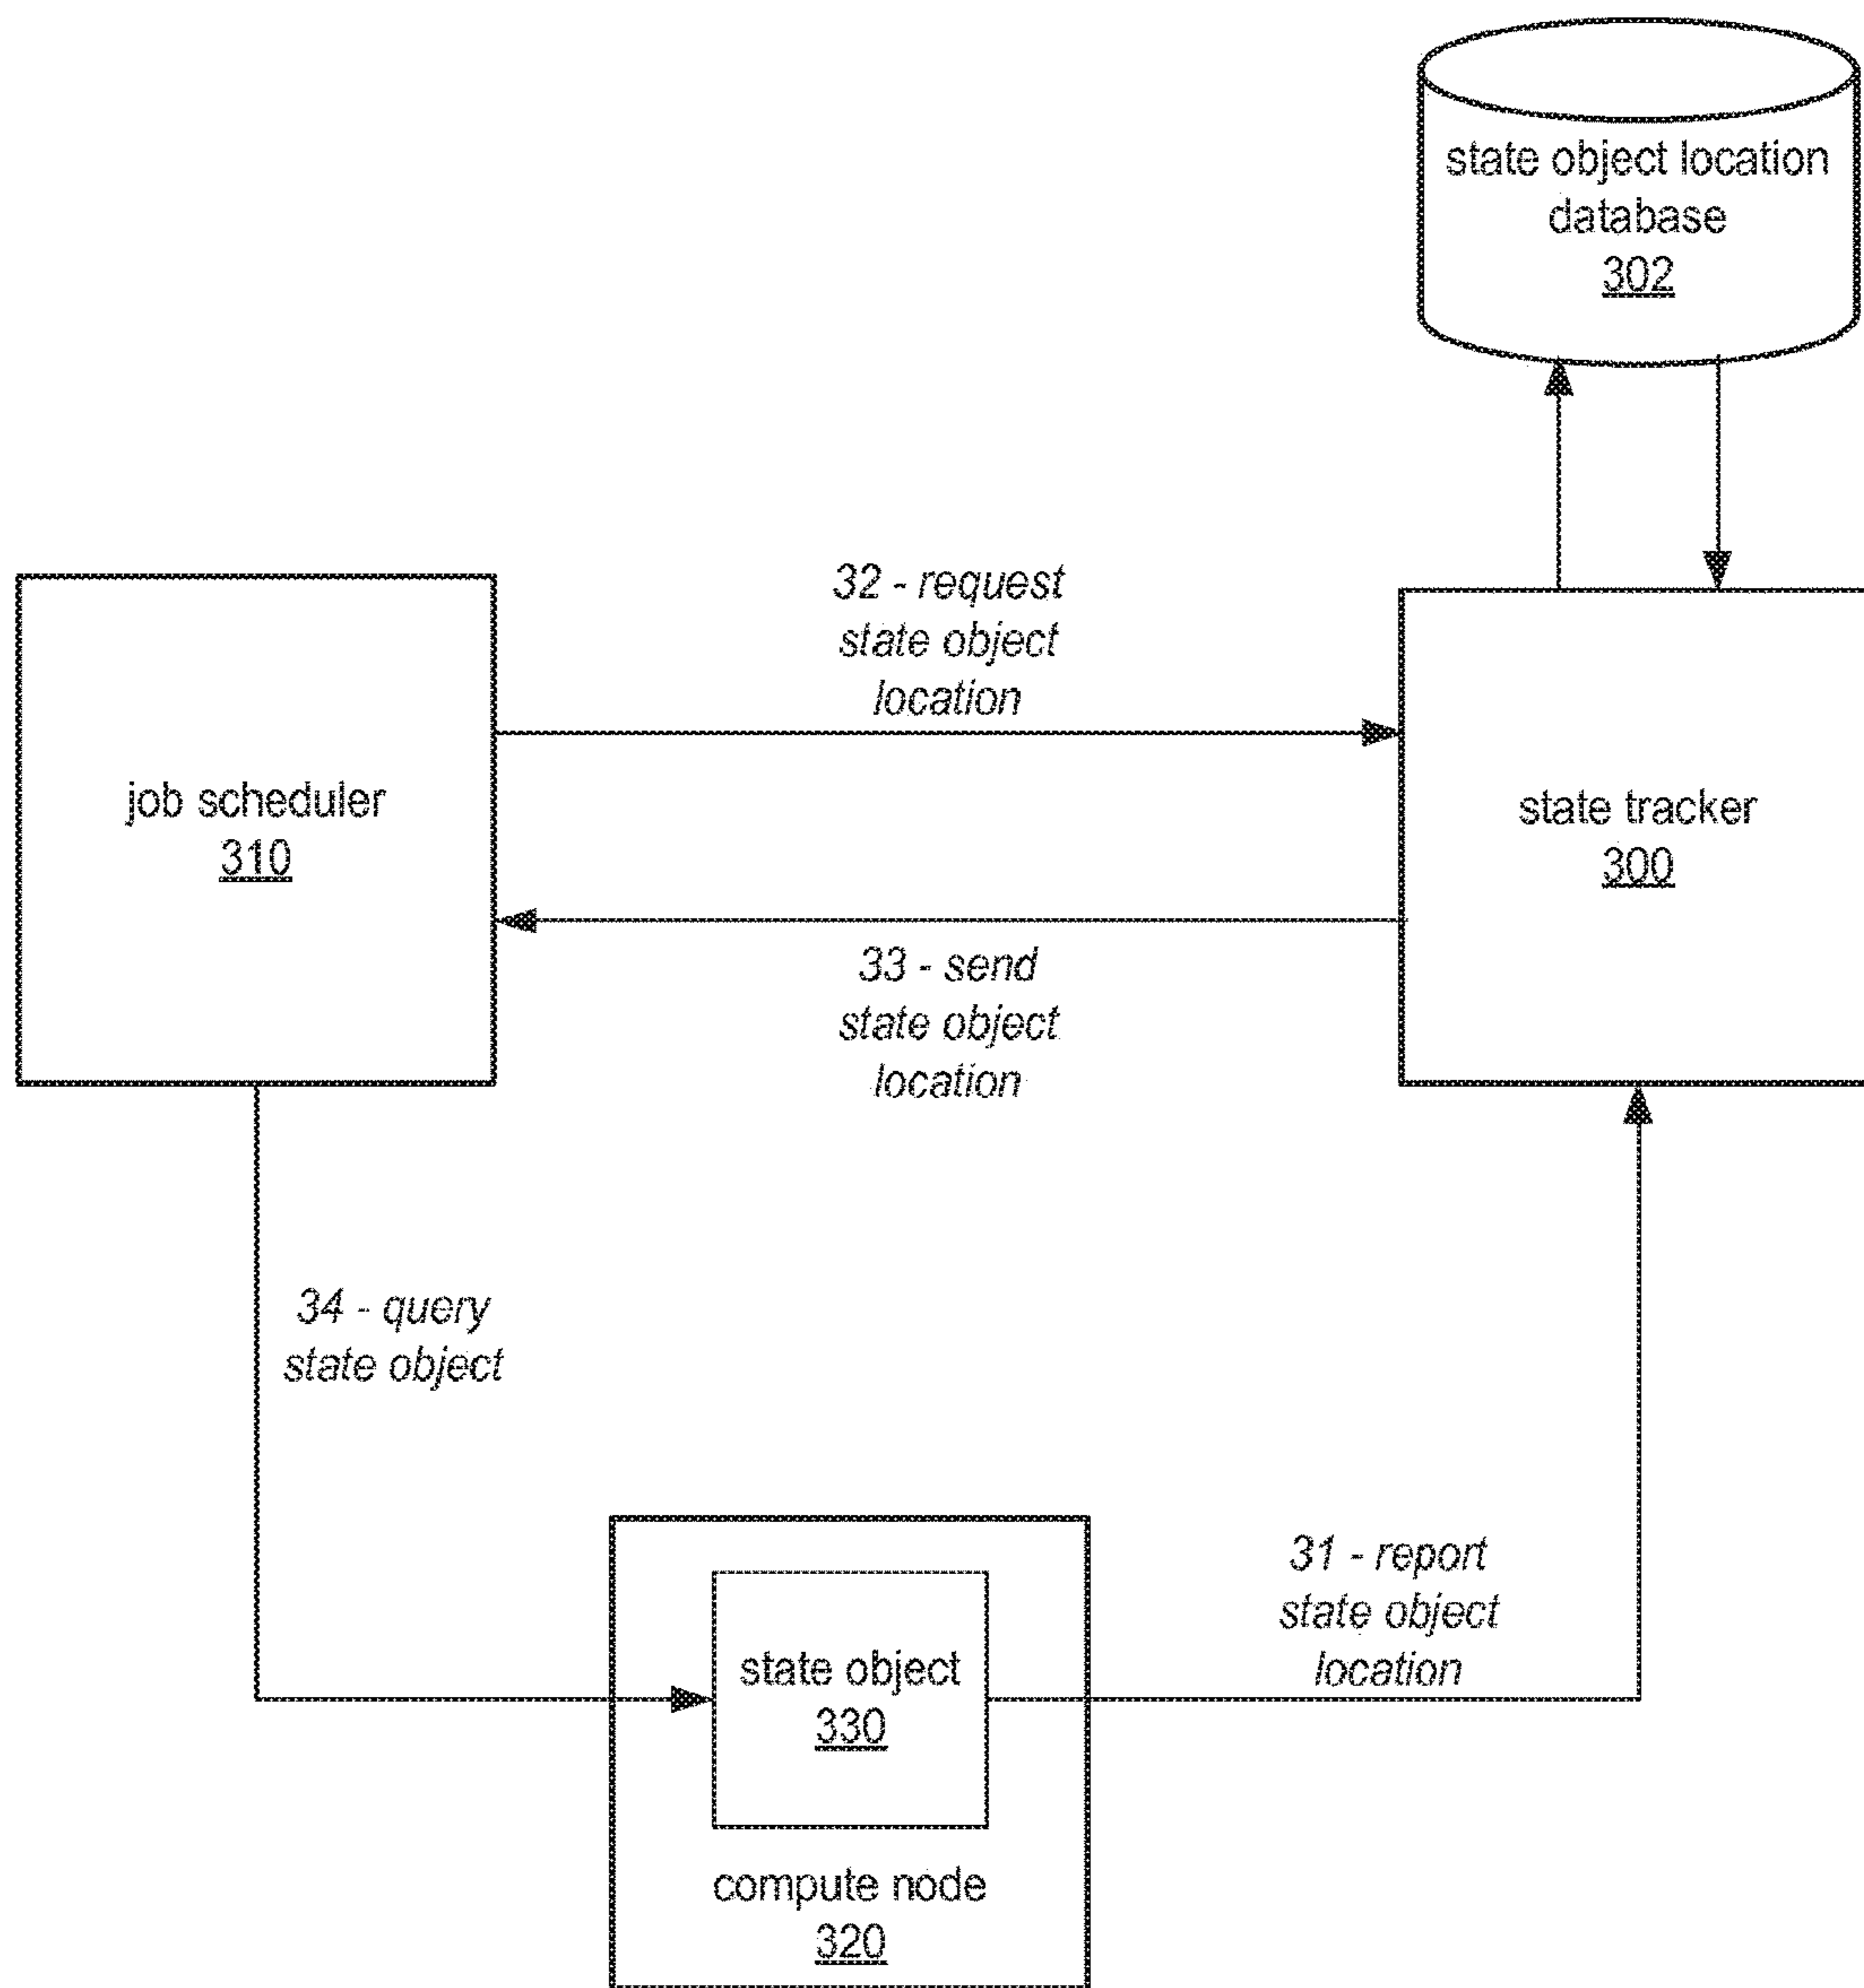 state object location
database
302
32 - request
state object
location
job scheduler
310
state tracker
300
33 - send
state object
location
34 - query
state object
31 - report
state object
location
state object
330
compute node
320